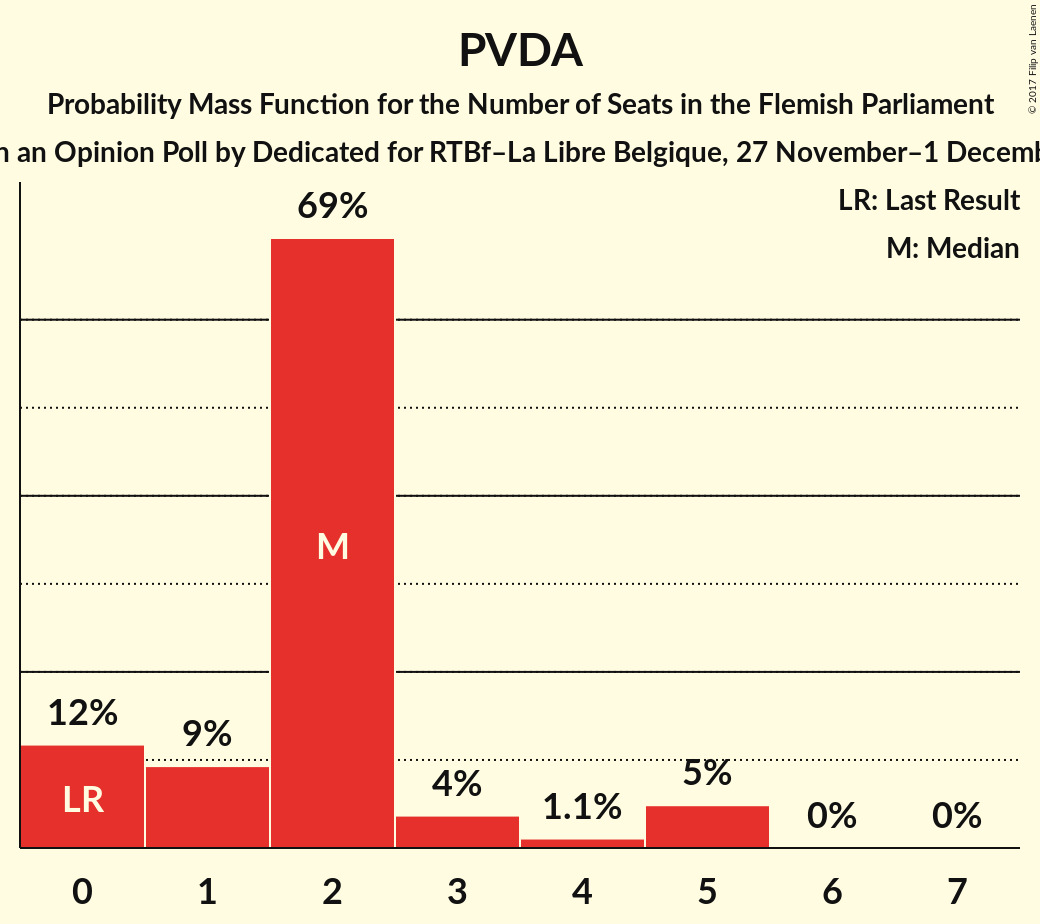 PVDA
Probability Mass Function for the Number of Seats in the Flemish Parliament
an Opinion Poll by Dedicated for RTBf–La Libre Belgique, 27 November–1
LR: Last Result
M: Median
69%
M
12%
LR
9%
4%
1.1%
5%
0%
0%
0 1 2 3 4 5 6 7
© 2017 Filip van Laenen